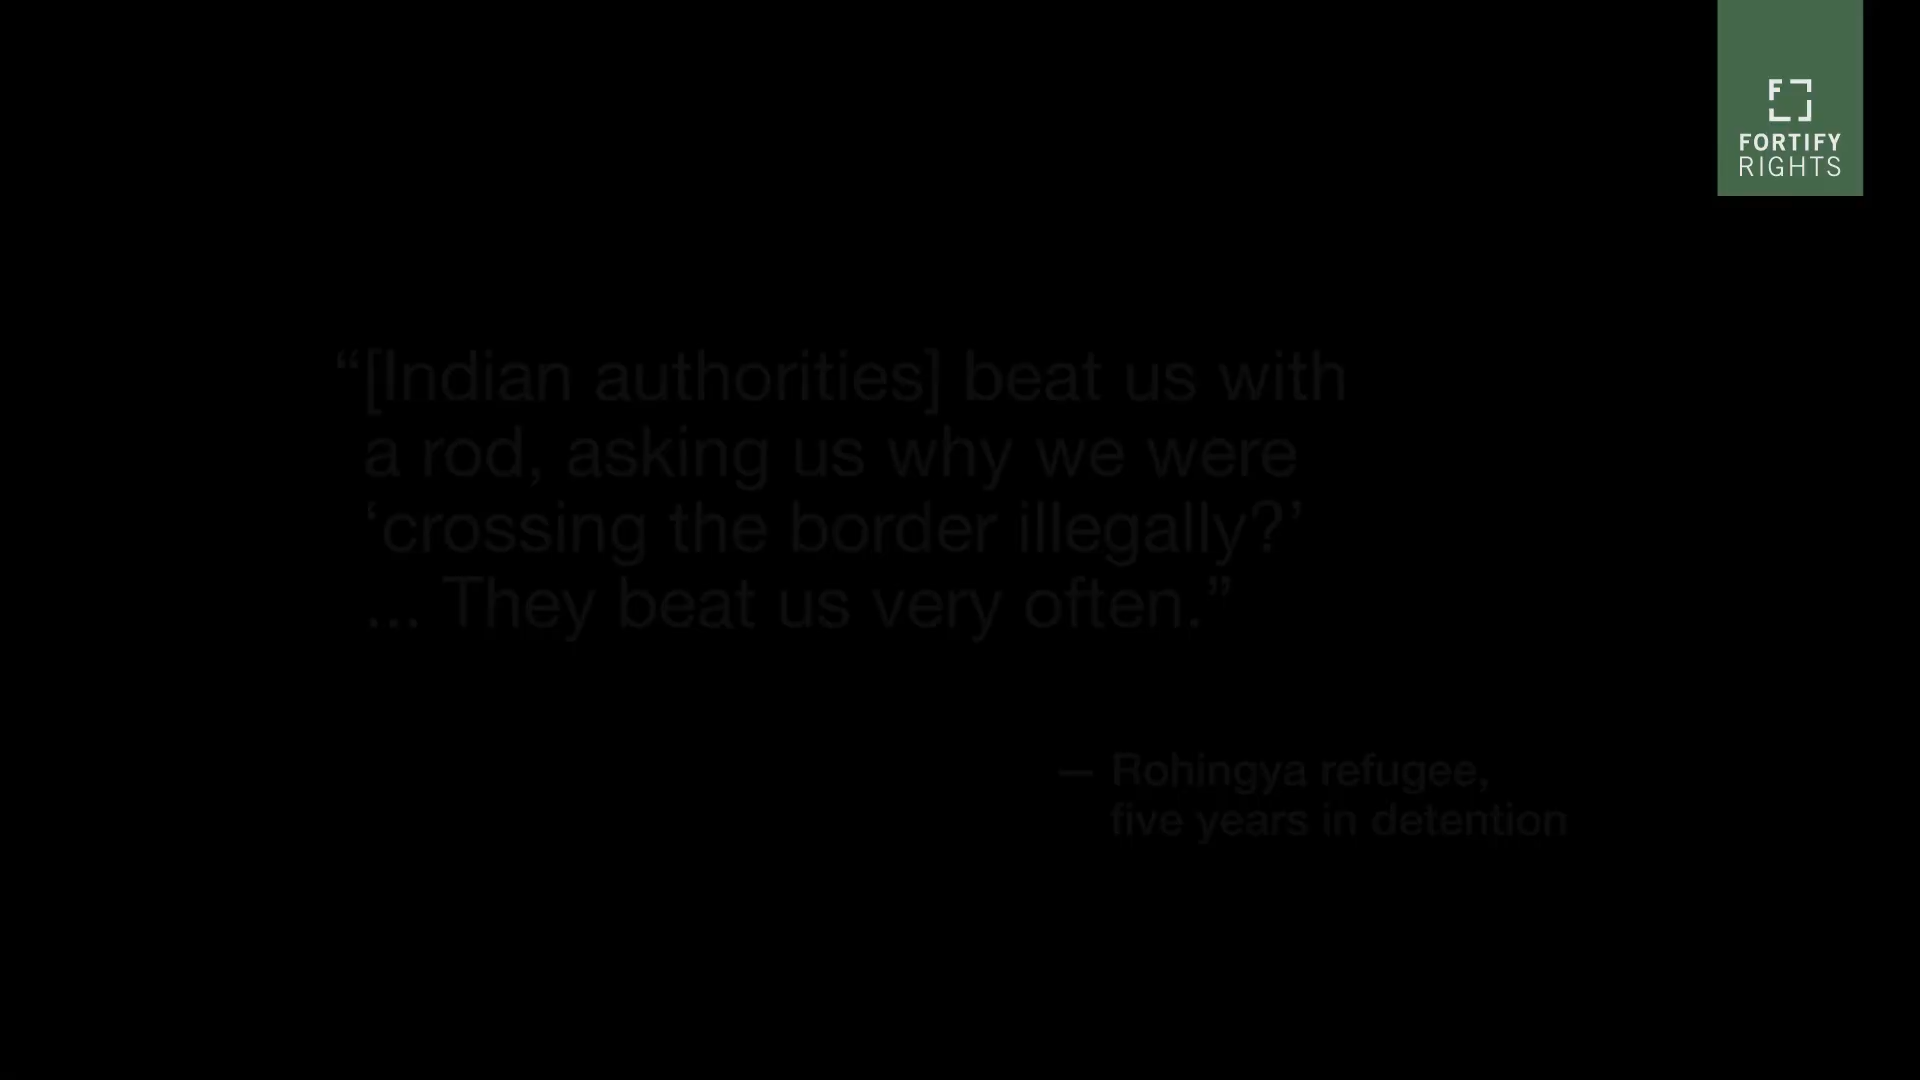 FORTIFY
RIGHTS
“[Indian authorities] beat us with
a rod, asking us why we were
‘crossing the border illegally?’
... They beat us very often.”
— Rohingya refugee,
five years in detention